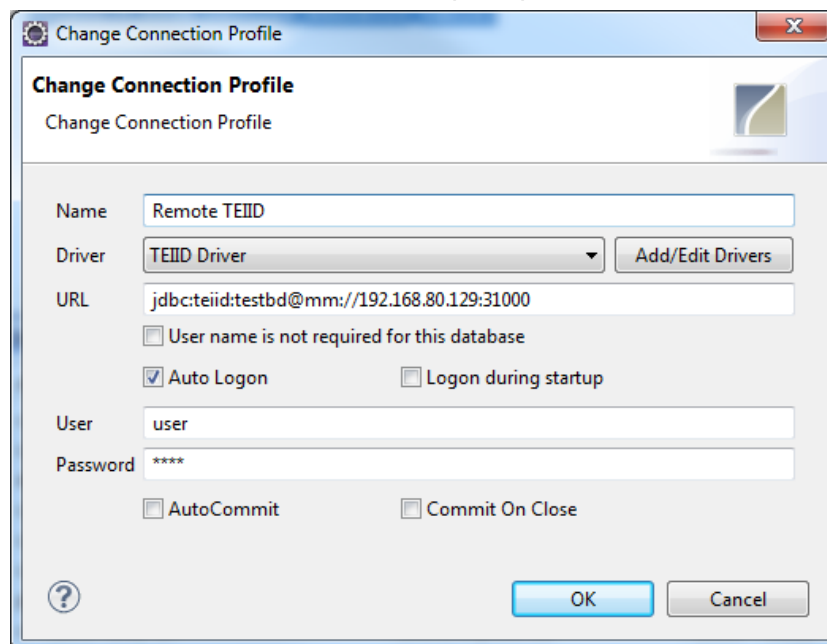 Change Connection Profile
X
Change Connection Profile
Change Connection Profile
Name Remote TEIID
Driver TEIID Driver Add/Edit Drivers
URL jdbc:teiid:testbd@mm://192.168.80.129:31000
User name is not required for this database
Auto Logon Logon during startup
User user
Password ****
AutoCommit Commit On Close
? OK Cancel